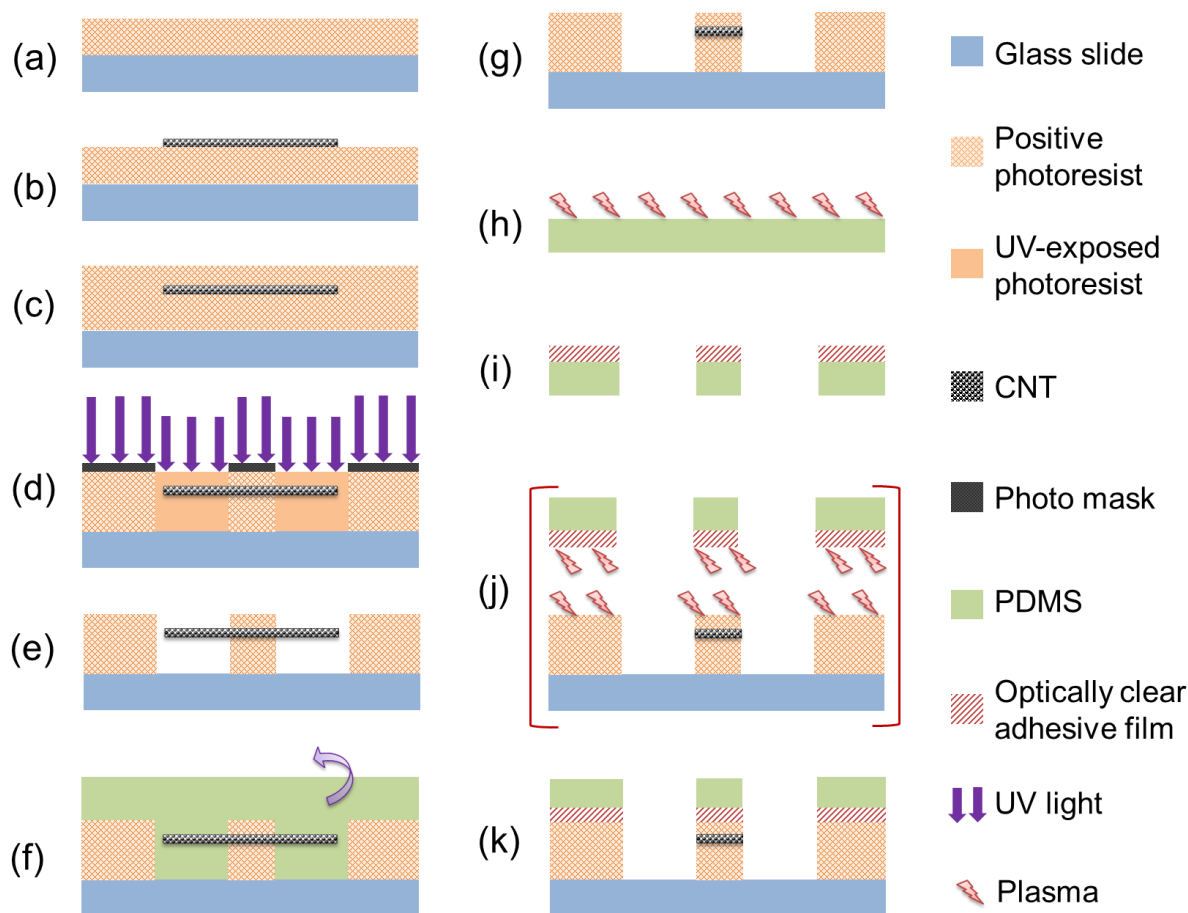 (a)
(b)
(c)
(d)
(e)
(f)
(g)
(h)
(i)
(j)
(k)
Glass slide
Positive
photoresist
UV-exposed
photoresist
CNT
Photo mask
PDMS
Optically clear
adhesive film
UV light
Plasma